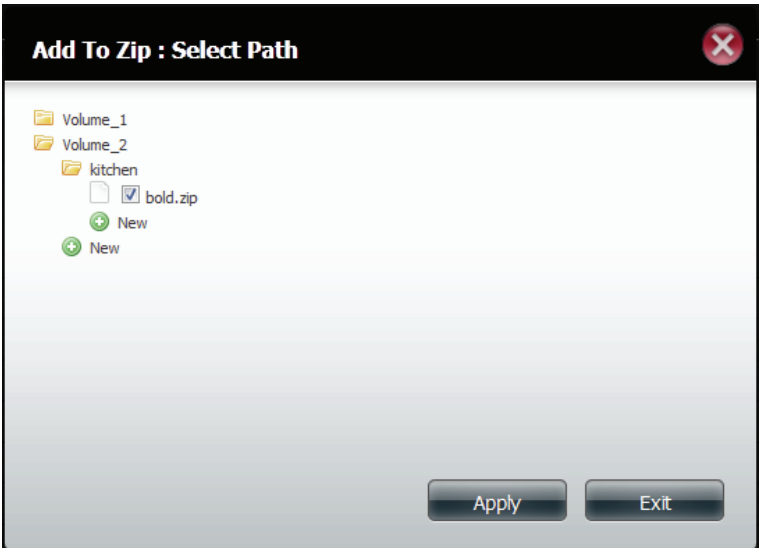 Add To Zip : Select Path
Volume_1
Volume_2
kitchen
bold.zip
New
New
Apply
Exit